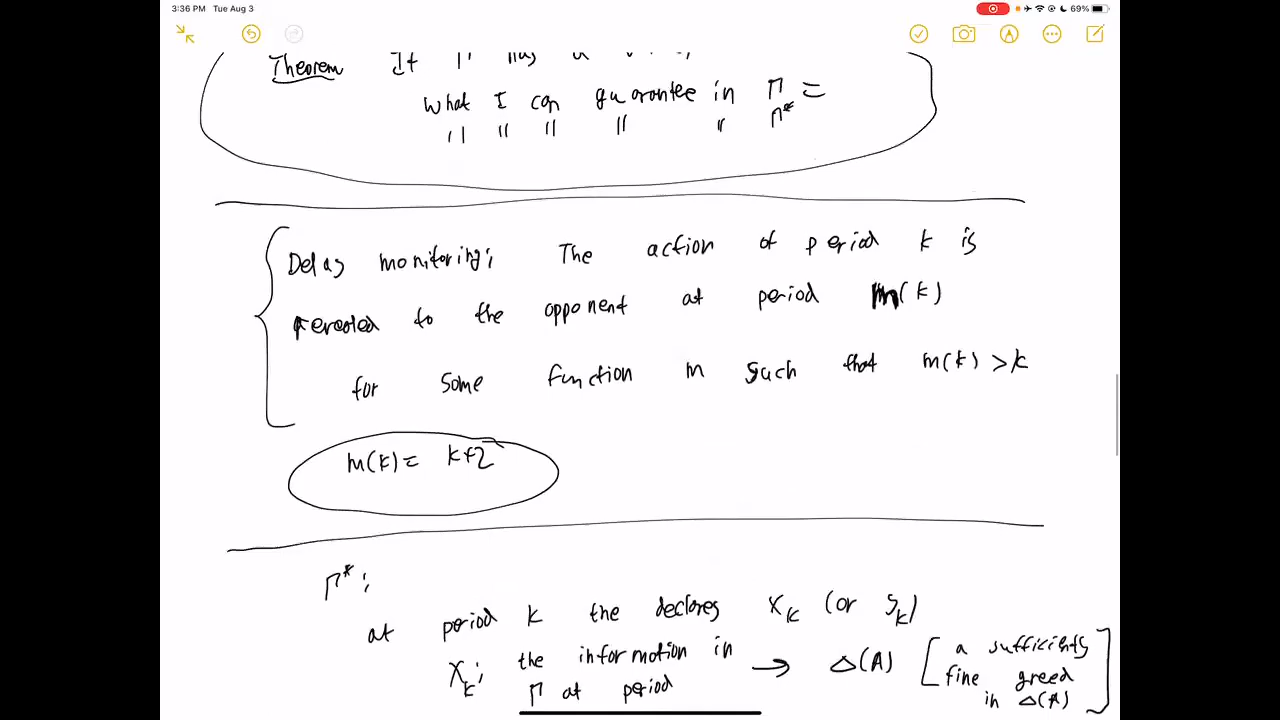 3:36 PM Tue Aug 3
69%
Theorem If Γ has a
what I can guarantee in Γ =
" " " " " Γ*
Delay monitoring: The action of period k is
revealed to the opponent at period m(k)
for some function m such that m(k) > k
m(k) = k+2
Γ*:
at period k the declares x_k (or s_k)
x_k: the information in Γ at period → Δ(A) [a sufficiently fine greed in Δ(A)]